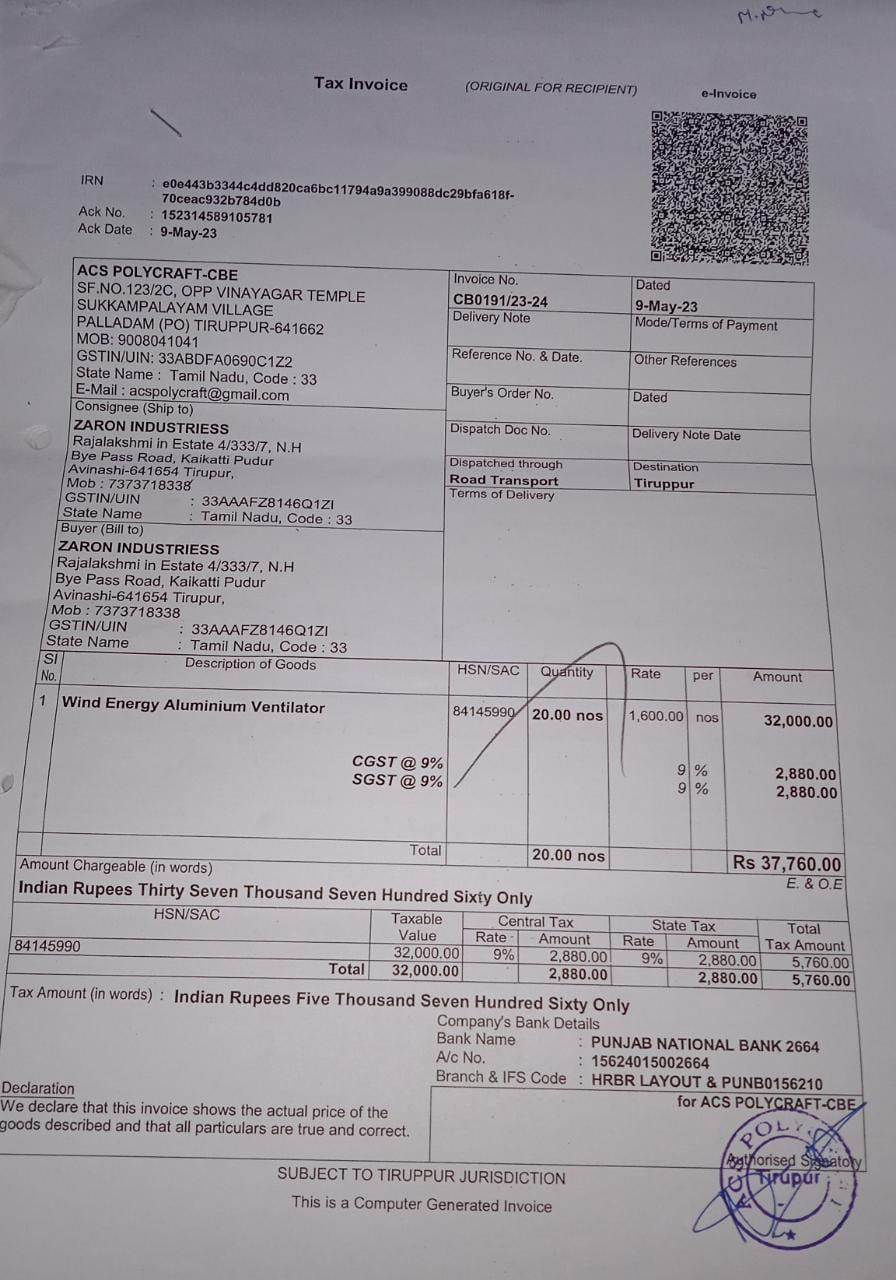 Tax Invoice (ORIGINAL FOR RECIPIENT) e-Invoice
IRN : e0e443b3344c4dd820ca6bc11794a9a399088dc29bfa618f-
70ceac932b784d0b
Ack No. : 152314589105781
Ack Date : 9-May-23
ACS POLYCRAFT-CBE
SF.NO.123/2C, OPP VINAYAGAR TEMPLE
SUKKAMPALAYAM VILLAGE
PALLADAM (PO) TIRUPPUR-641662
MOB: 9008041041
GSTIN/UIN: 33ABDFA0690C1Z2
State Name : Tamil Nadu, Code : 33
E-Mail : acspolycraft@gmail.com
Invoice No.
CB0191/23-24
Dated
9-May-23
Delivery Note
Mode/Terms of Payment
Reference No. & Date.
Other References
Buyer's Order No.
Dated
Dispatch Doc No.
Delivery Note Date
Dispatched through
Road Transport
Destination
Tiruppur
Terms of Delivery
Consignee (Ship to)
ZARON INDUSTRIESS
Rajalakshmi in Estate 4/333/7, N.H
Bye Pass Road, Kaikatti Pudur
Avinashi-641654 Tirupur,
Mob : 7373718338
GSTIN/UIN : 33AAAFZ8146Q1ZI
State Name : Tamil Nadu, Code : 33
Buyer (Bill to)
ZARON INDUSTRIESS
Rajalakshmi in Estate 4/333/7, N.H
Bye Pass Road, Kaikatti Pudur
Avinashi-641654 Tirupur,
Mob : 7373718338
GSTIN/UIN : 33AAAFZ8146Q1ZI
State Name : Tamil Nadu, Code : 33
Sl No. Description of Goods HSN/SAC Quantity Rate per Amount
1 Wind Energy Aluminium Ventilator 84145990 20.00 nos 1,600.00 nos 32,000.00
CGST @ 9% 9 % 2,880.00
SGST @ 9% 9 % 2,880.00
Total 20.00 nos Rs 37,760.00
Amount Chargeable (in words) E. & O.E
Indian Rupees Thirty Seven Thousand Seven Hundred Sixty Only
HSN/SAC Taxable Value Central Tax State Tax Total Tax Amount
Rate Amount Rate Amount
84145990 32,000.00 9% 2,880.00 9% 2,880.00 5,760.00
Total 32,000.00 2,880.00 2,880.00 5,760.00
Tax Amount (in words) : Indian Rupees Five Thousand Seven Hundred Sixty Only
Company's Bank Details
Bank Name : PUNJAB NATIONAL BANK 2664
A/c No. : 15624015002664
Branch & IFS Code : HRBR LAYOUT & PUNB0156210
Declaration
We declare that this invoice shows the actual price of the
goods described and that all particulars are true and correct.
for ACS POLYCRAFT-CBE
Authorised Signatory
Tirupur
SUBJECT TO TIRUPPUR JURISDICTION
This is a Computer Generated Invoice